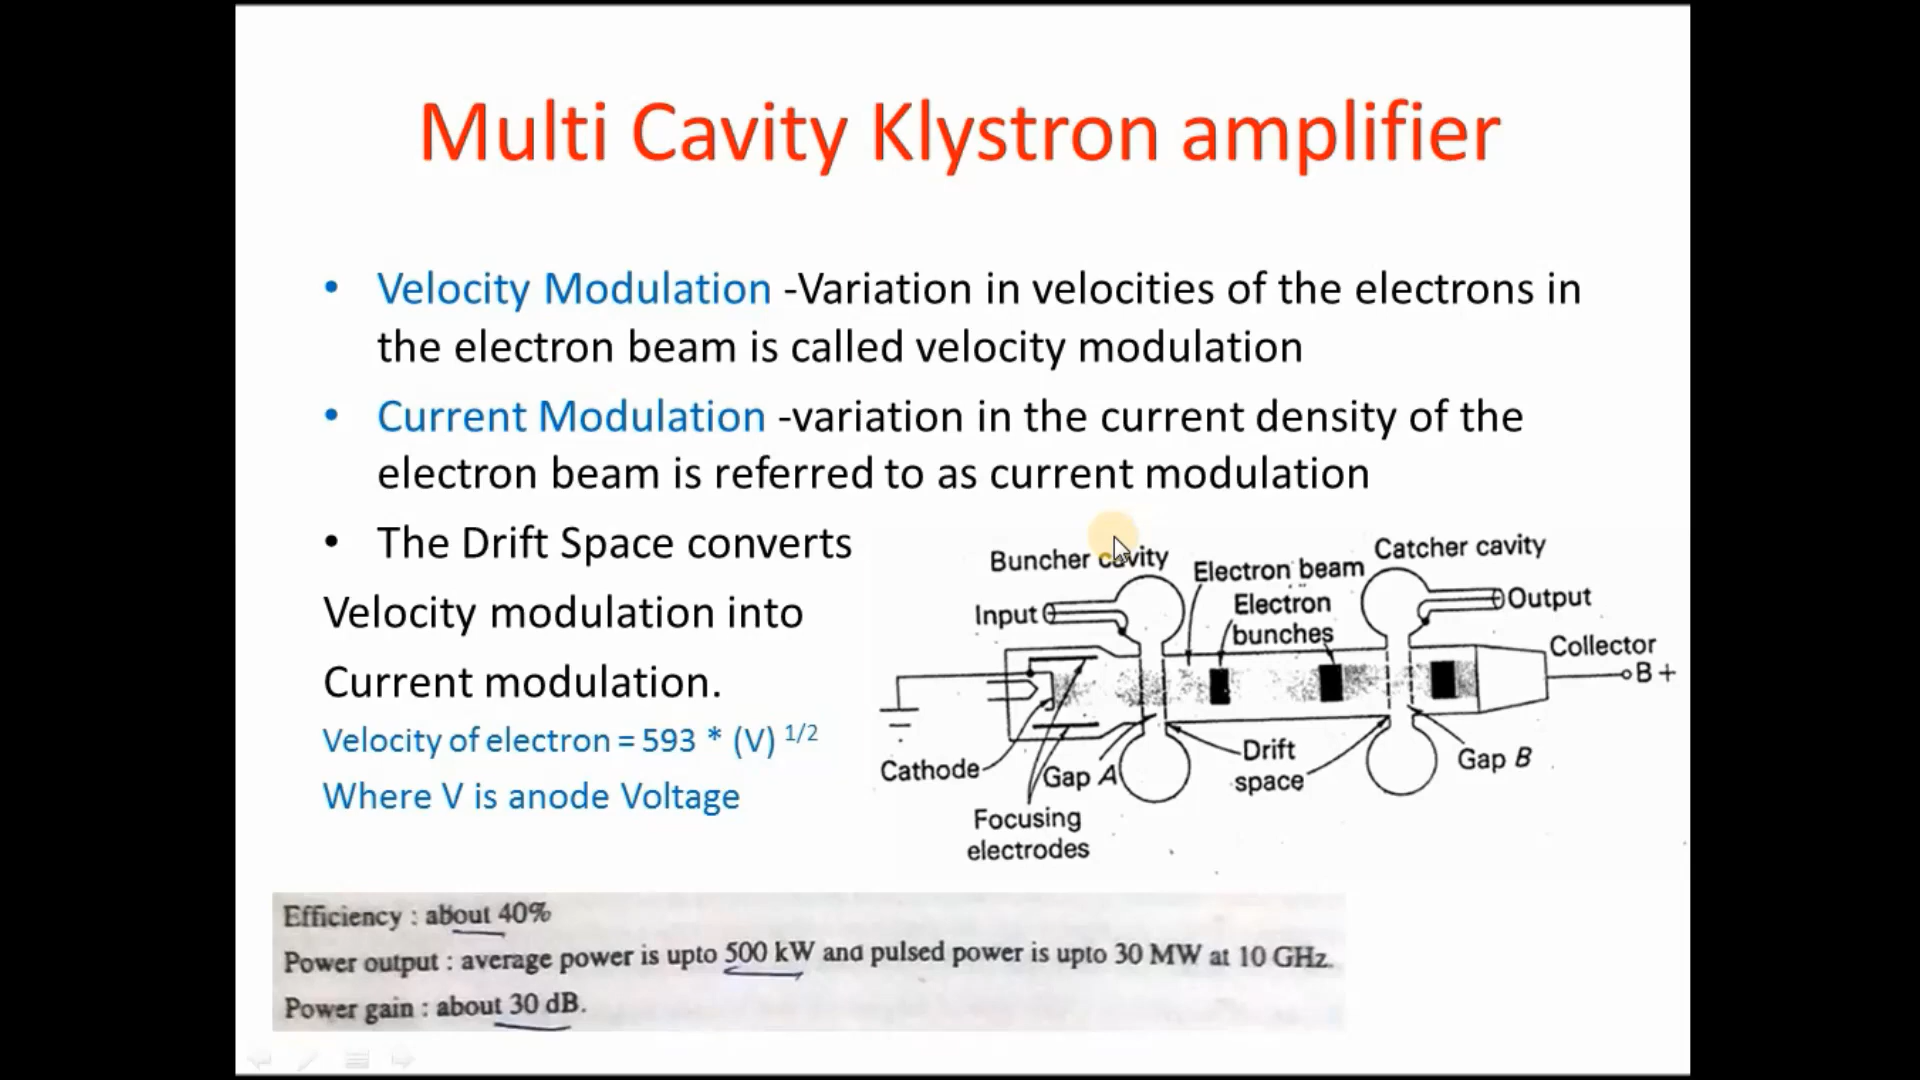 Multi Cavity Klystron amplifier
• Velocity Modulation -Variation in velocities of the electrons in
the electron beam is called velocity modulation
• Current Modulation -variation in the current density of the
electron beam is referred to as current modulation
• The Drift Space converts
Velocity modulation into
Current modulation.
Velocity of electron = 593 * (V) 1/2
Where V is anode Voltage
Buncher cavity
Electron beam
Catcher cavity
Input
Electron
bunches
Output
Collector
B +
Cathode
Gap A
Drift
space
Gap B
Focusing
electrodes
Efficiency : about 40%
Power output : average power is upto 500 kW and pulsed power is upto 30 MW at 10 GHz.
Power gain : about 30 dB.